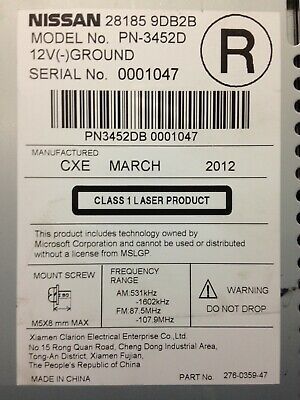 NISSAN 28185 9DB2B
MODEL No. PN-3452D
12V(-)GROUND
SERIAL No. 0001047
R
PN3452DB 0001047
MANUFACTURED
CXE MARCH 2012
CLASS 1 LASER PRODUCT
This product includes technology owned by
Microsoft Corporation and cannot be used or distributed
without a license from MSLGP
MOUNT SCREW
M5X8 mm MAX
FREQUENCY
RANGE
AM:531kHz
-1602kHz
FM:87.5MHz
-107.9MHz
WARNING
DO NOT DROP
Xiamen Clarion Electrical Enterprise Co., Ltd
No.15 Rong Quan Road, Cheng Dong Industrial Area,
Tong-An District, Xiamen Fujian,
The People's Republic of China
MADE IN CHINA PART No. 276-0359-47